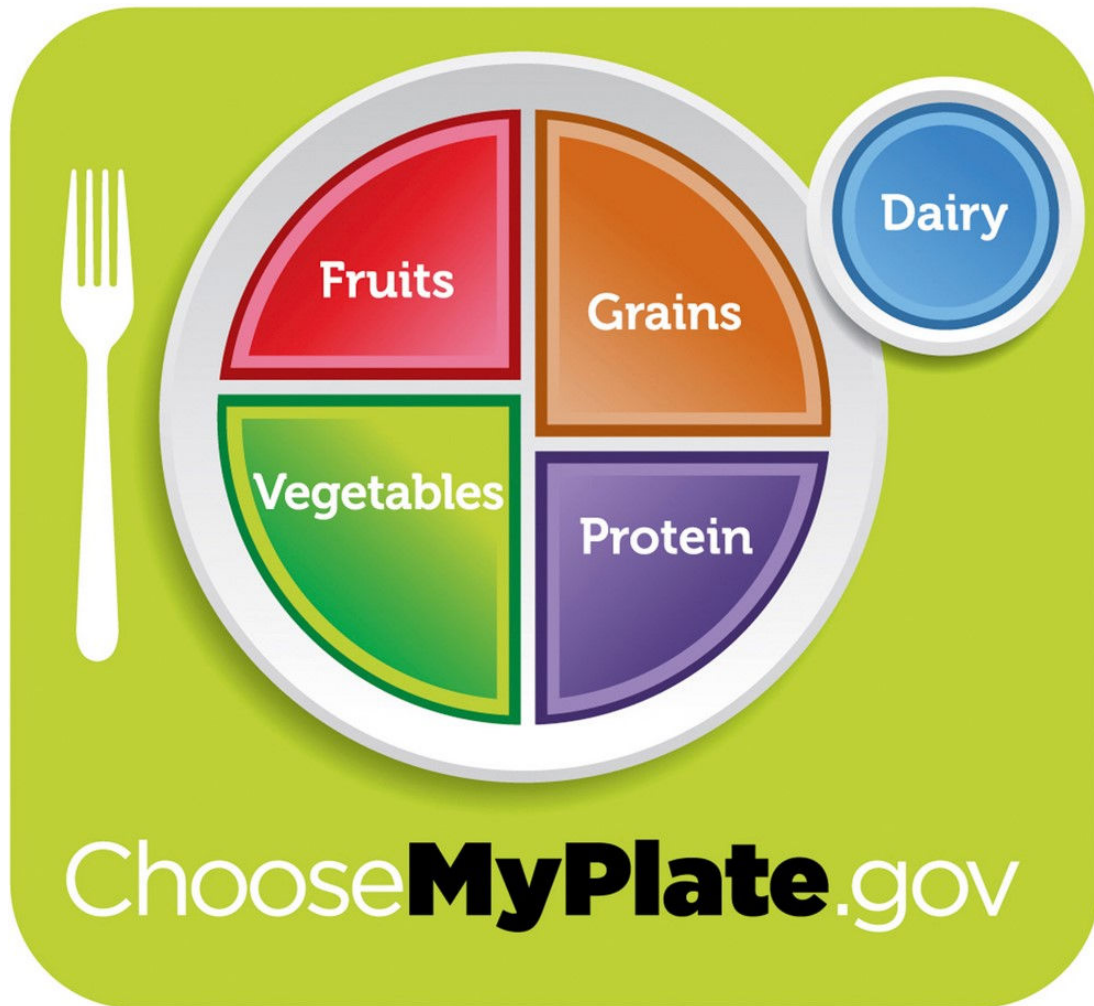 Fruits
Grains
Dairy
Vegetables
Protein
ChooseMyPlate.gov